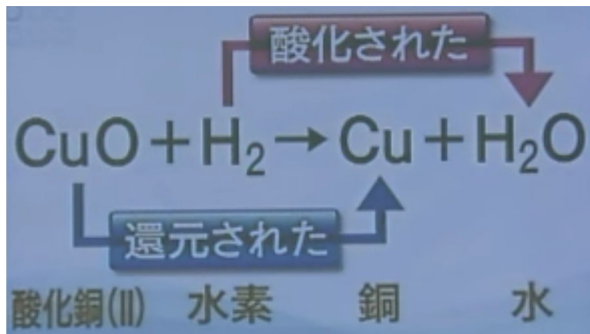 酸化された
CuO + H₂ → Cu + H₂O
還元された
酸化銅(II) 水素 銅 水